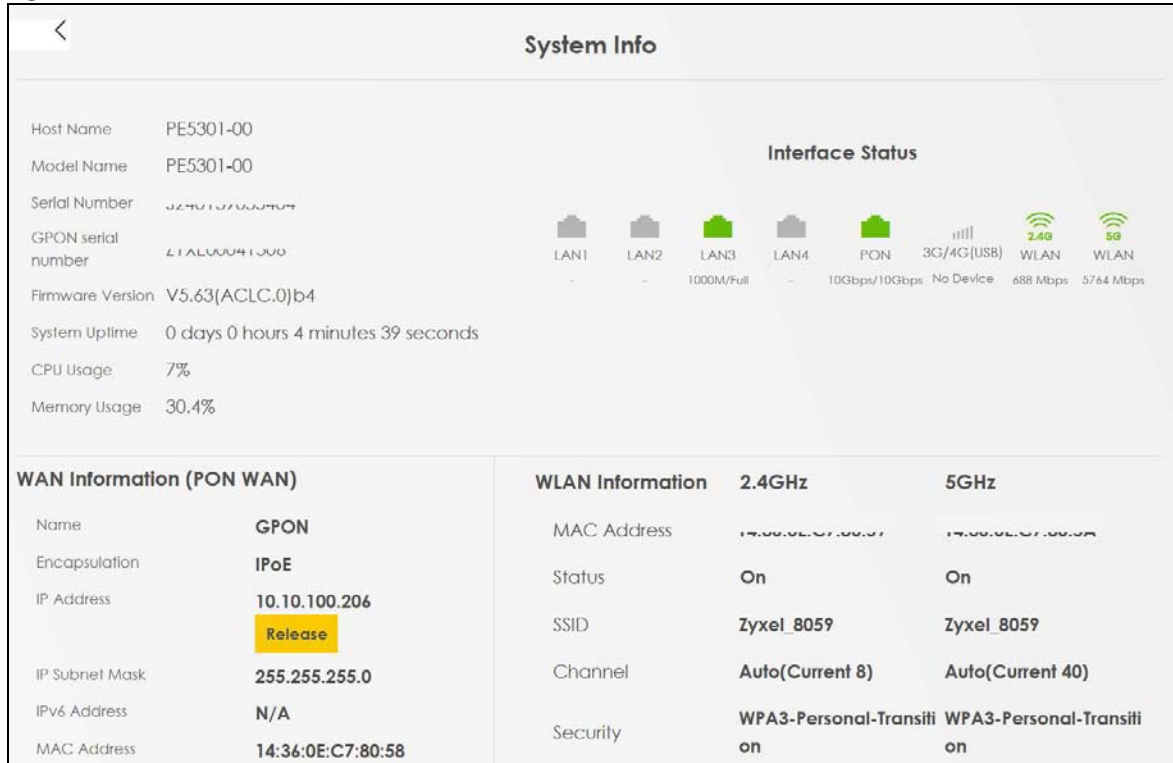 System Info
Host Name PE5301-00
Model Name PE5301-00
Serial Number
GPON serial
number
Firmware Version V5.63(ACLC.0)b4
System Uptime 0 days 0 hours 4 minutes 39 seconds
CPU Usage 7%
Memory Usage 30.4%
Interface Status
2.4G 5G
LAN1 LAN2 LAN3 LAN4 PON 3G/4G(USB) WLAN WLAN
- - 1000M/Full - 10Gbps/10Gbps No Device 688 Mbps 5764 Mbps
WAN Information (PON WAN)
Name GPON
Encapsulation IPoE
IP Address 10.10.100.206
Release
IP Subnet Mask 255.255.255.0
IPv6 Address N/A
MAC Address 14:36:0E:C7:80:58
WLAN Information 2.4GHz 5GHz
MAC Address
Status On On
SSID Zyxel_8059 Zyxel_8059
Channel Auto(Current 8) Auto(Current 40)
Security WPA3-Personal-Transiti WPA3-Personal-Transiti
on on